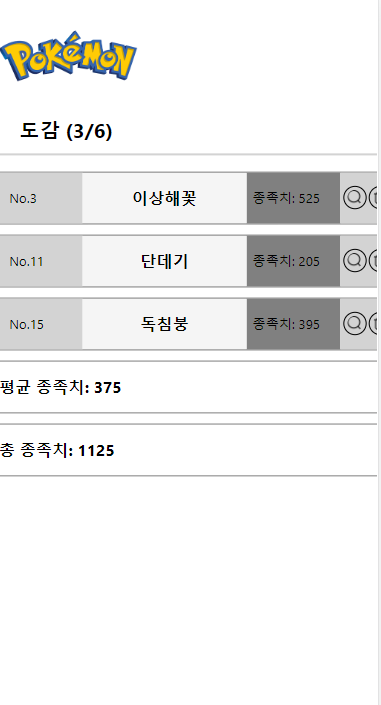 POKéMON
도감 (3/6)
No.3 이상해꽃 종족치: 525
No.11 단데기 종족치: 205
No.15 독침붕 종족치: 395
평균 종족치: 375
총 종족치: 1125